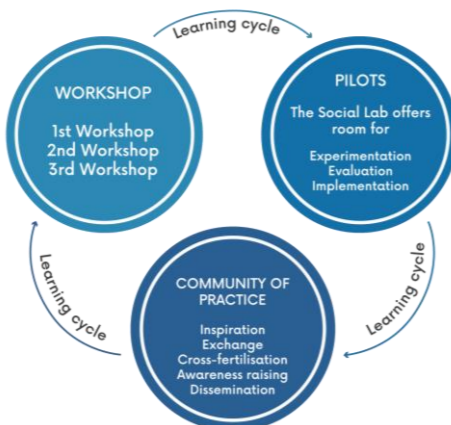 Learning cycle
WORKSHOP
1st Workshop
2nd Workshop
3rd Workshop
PILOTS
The Social Lab offers
room for
Experimentation
Evaluation
Implementation
Learning cycle
COMMUNITY OF
PRACTICE
Inspiration
Exchange
Cross-fertilisation
Awareness raising
Dissemination
Learning cycle